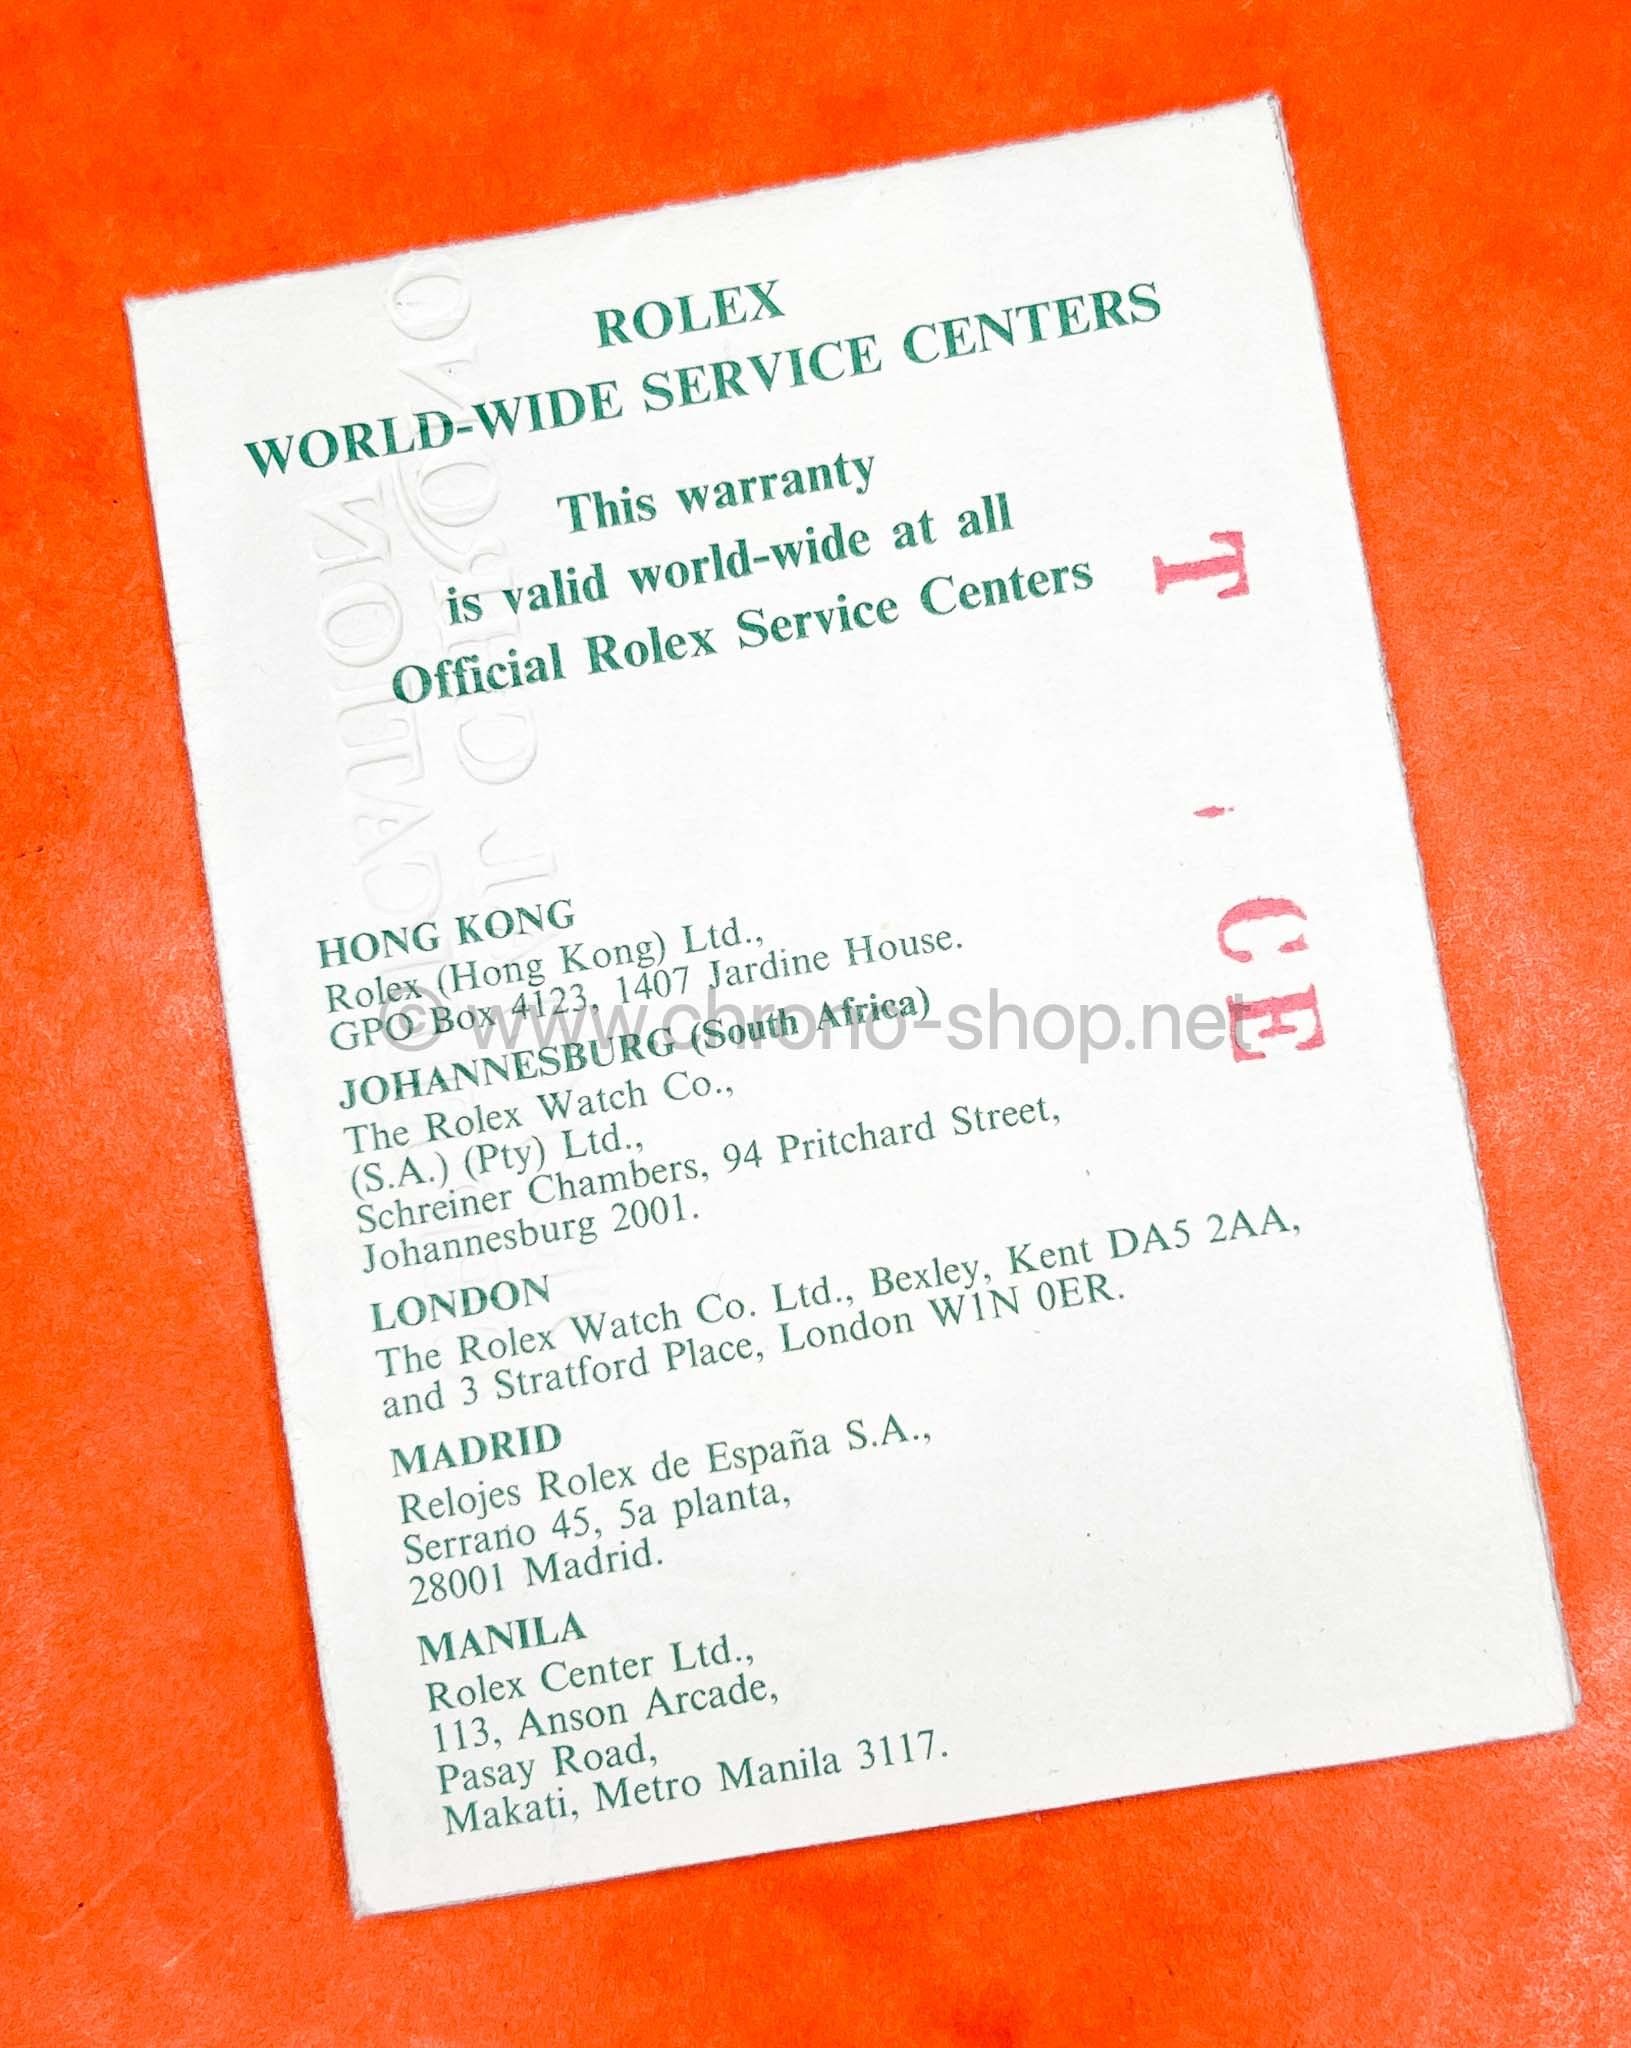 ROLEX
WORLD-WIDE SERVICE CENTERS
This warranty
is valid world-wide at all
Official Rolex Service Centers
T
CE
HONG KONG
Rolex (Hong Kong) Ltd.,
GPO Box 4123, 1407 Jardine House.
© www.chrono-shop.net
JOHANNESBURG (South Africa)
The Rolex Watch Co.,
(S.A.) (Pty) Ltd.,
Schreiner Chambers, 94 Pritchard Street,
Johannesburg 2001.
LONDON
The Rolex Watch Co. Ltd., Bexley, Kent DA5 2AA,
and 3 Stratford Place, London W1N 0ER.
MADRID
Relojes Rolex de España S.A.,
Serrano 45, 5a planta,
28001 Madrid.
MANILA
Rolex Center Ltd.,
113, Anson Arcade,
Pasay Road,
Makati, Metro Manila 3117.